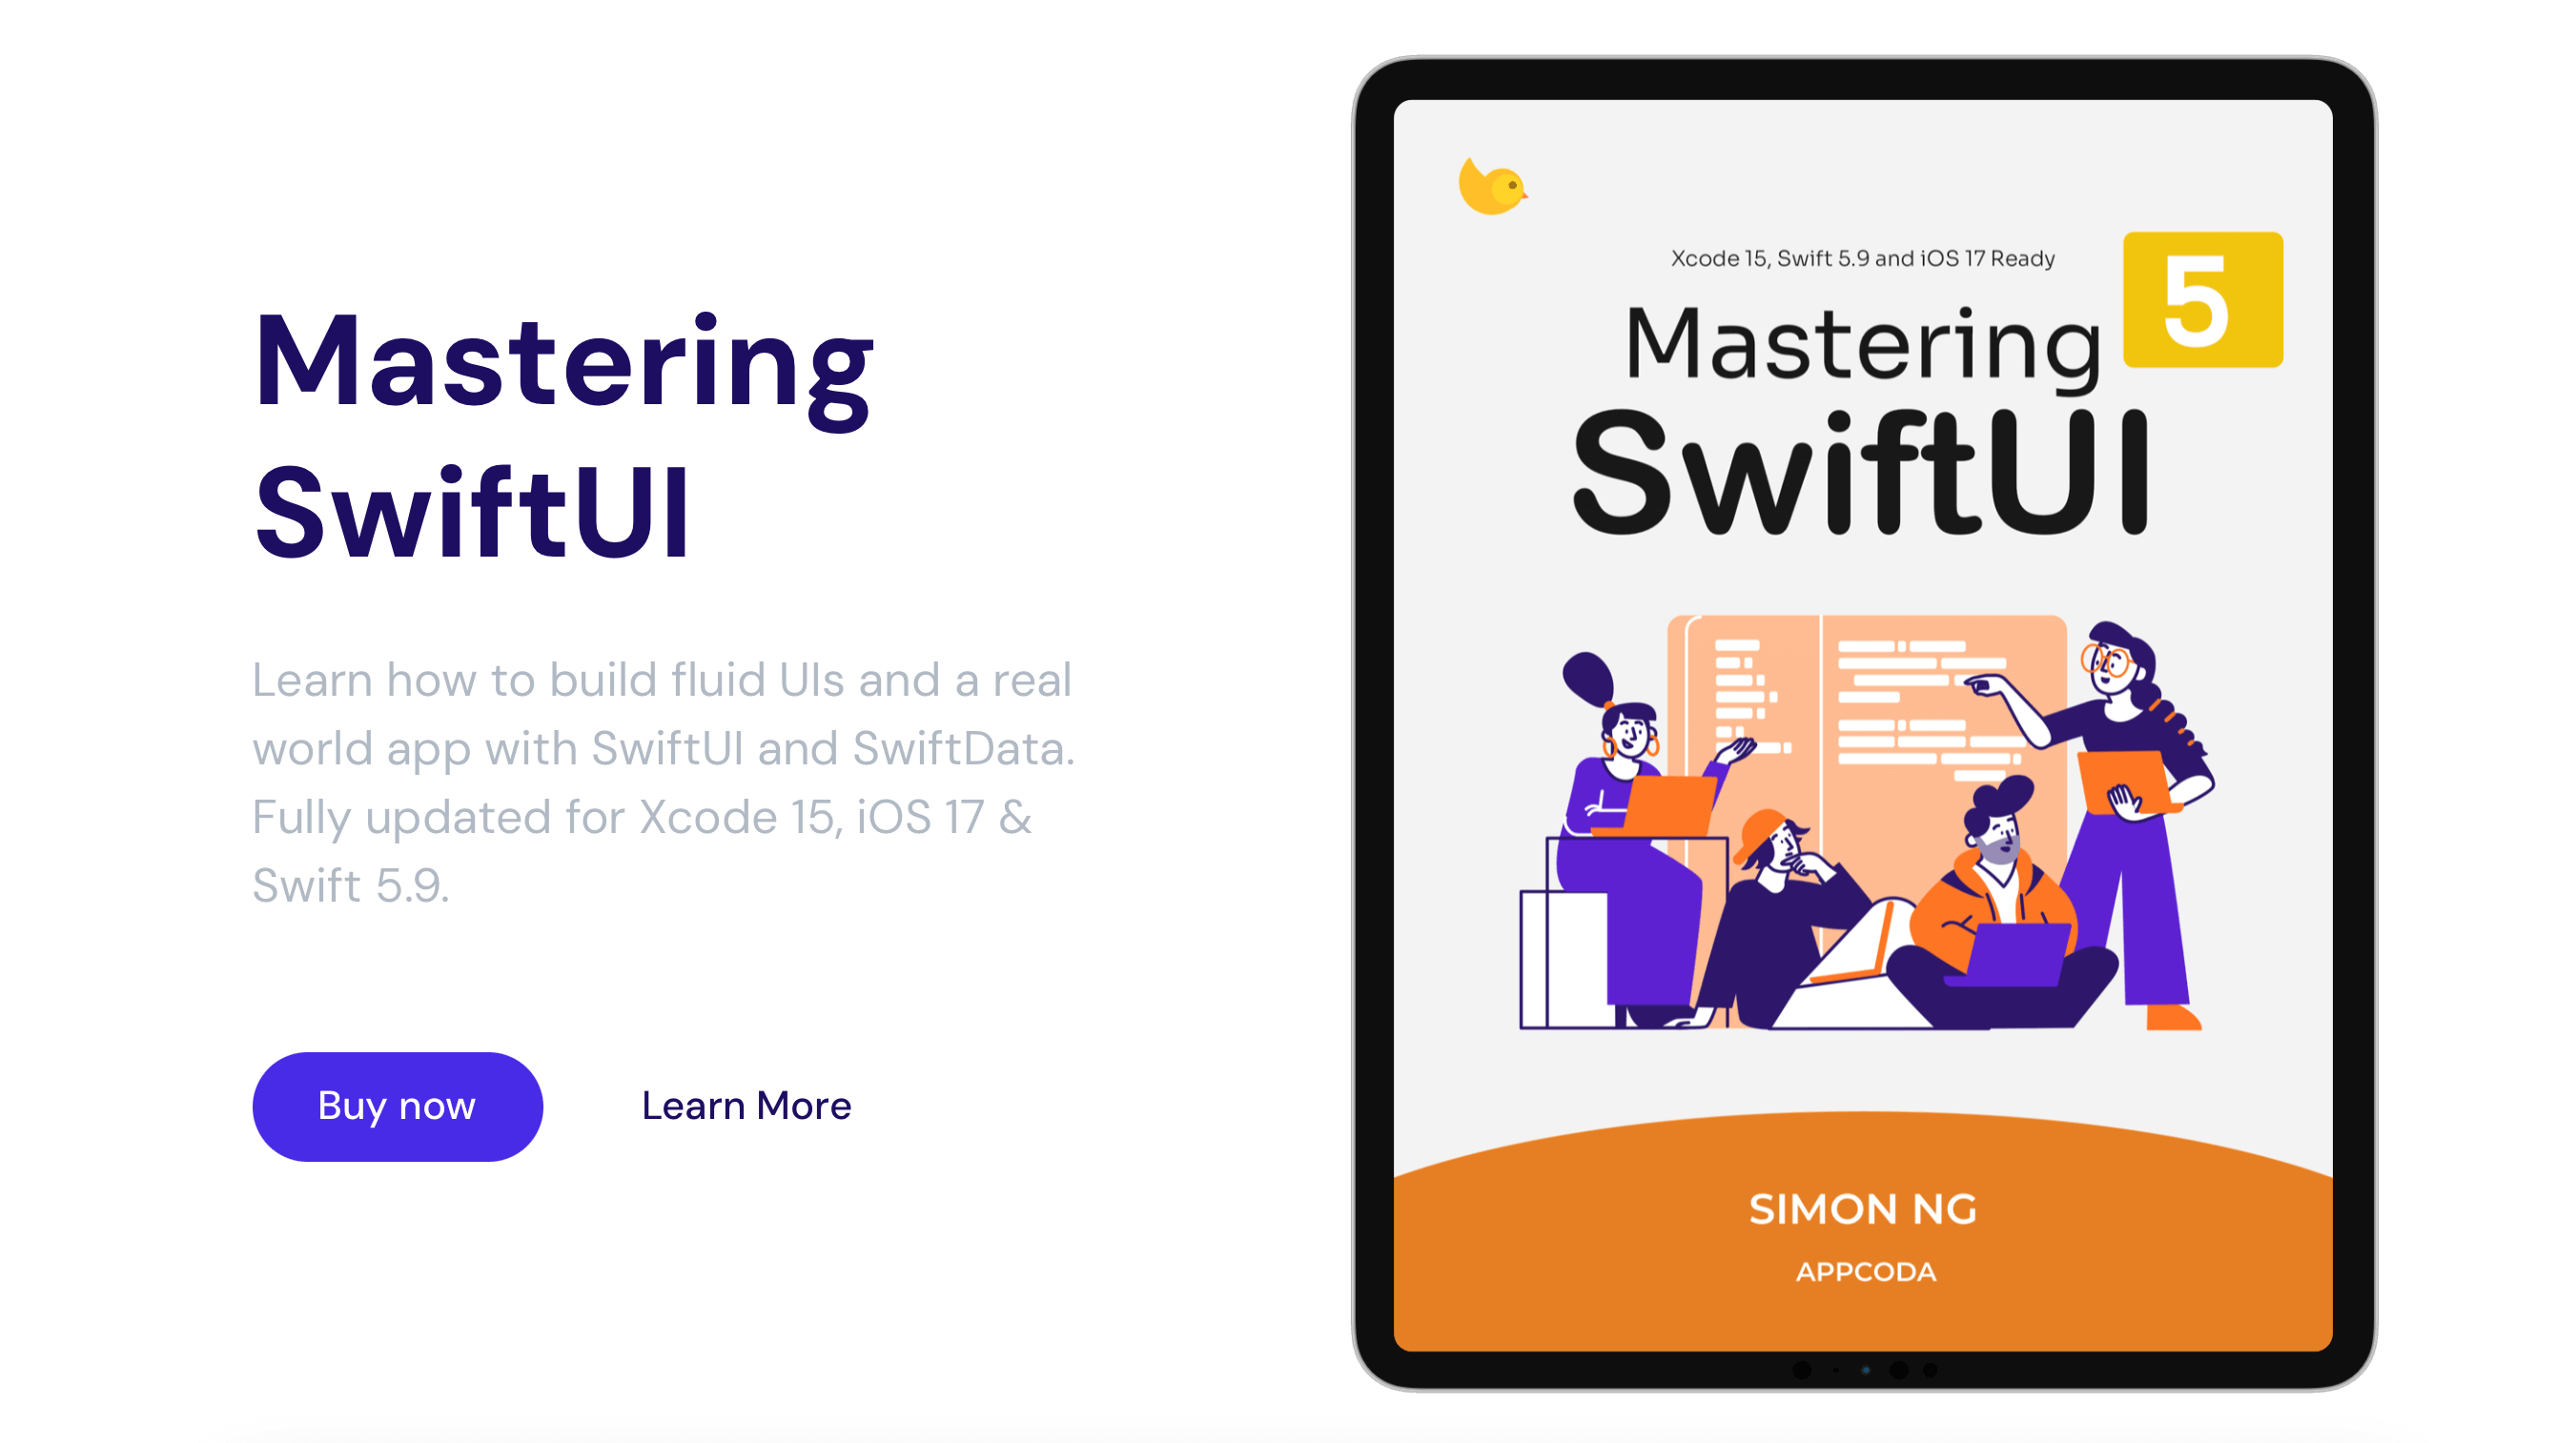 Mastering
SwiftUI
Learn how to build fluid UIs and a real
world app with SwiftUI and SwiftData.
Fully updated for Xcode 15, iOS 17 &
Swift 5.9.
Buy now
Learn More
Xcode 15, Swift 5.9 and iOS 17 Ready
5
Mastering
SwiftUI
SIMON NG
APPCODA